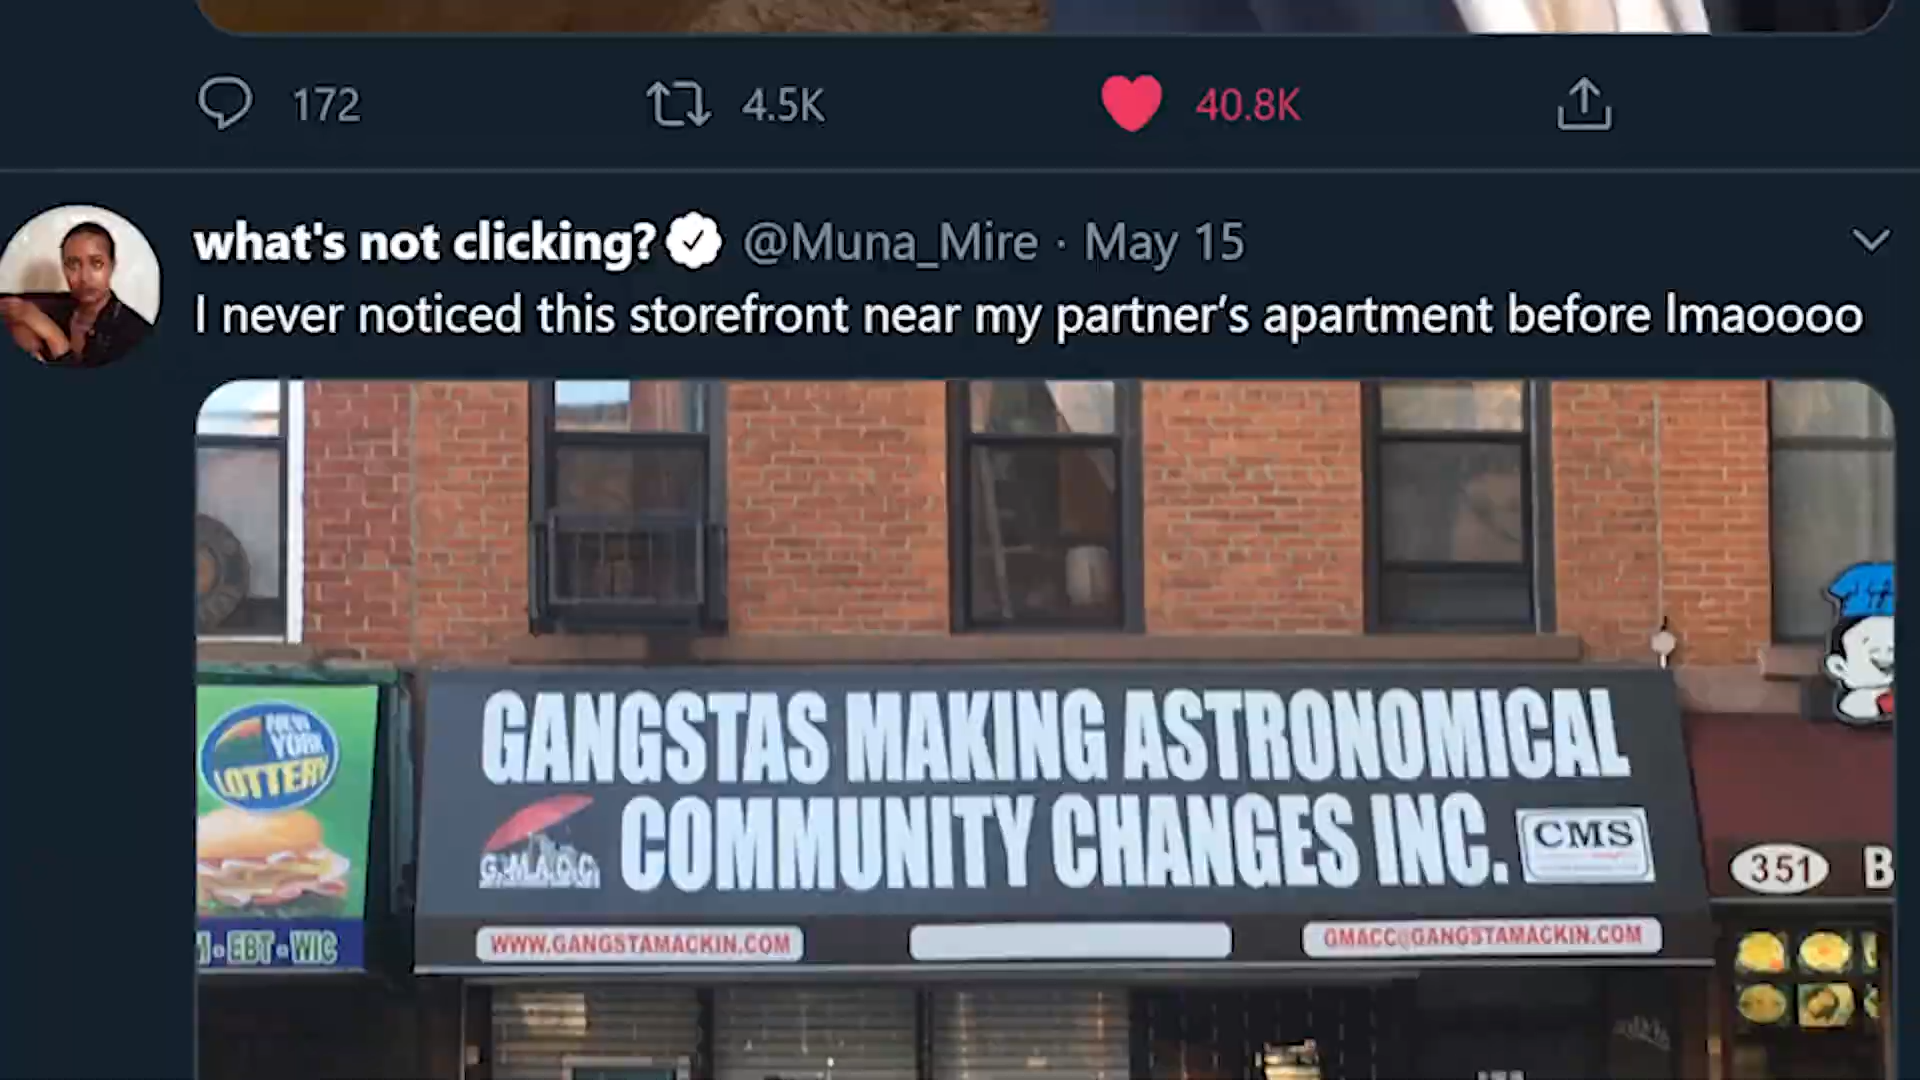 172 4.5K 40.8K
what's not clicking? @Muna_Mire · May 15
I never noticed this storefront near my partner's apartment before lmaoooo
NEW
YORK
LOTTERY
GANGSTAS MAKING ASTRONOMICAL
COMMUNITY CHANGES INC.
G.M.A.C.C.
CMS
351 B
EBT - WIC
WWW.GANGSTAMACKIN.COM
GMACC@GANGSTAMACKIN.COM